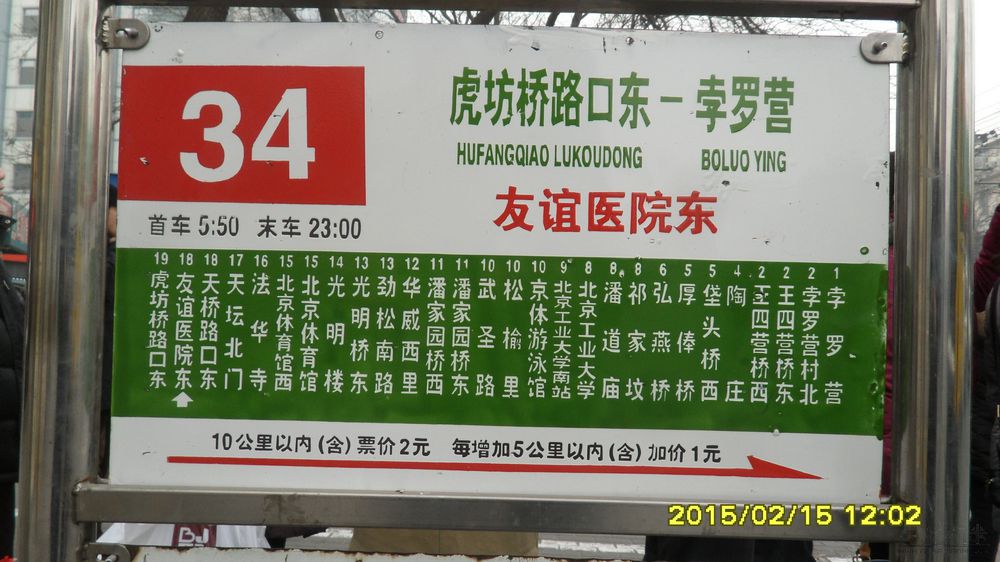 34
虎坊桥路口东－孛罗营
HUFANGQIAO LUKOUDONG BOLUO YING
友谊医院东
首车 5:50 末车 23:00
19 虎坊桥路口东
18 友谊医院东
18 天桥路口东
17 天坛北门
16 法华寺
15 北京体育馆西
15 北京体育馆
14 光明楼
13 光明桥东
13 劲松南路
12 华威西里
11 潘家园桥西
11 潘家园桥东
10 武圣路
10 松榆里
10 京体游泳馆
9 北京工业大学南站
8 北京工业大学
8 潘道庙
8 祁家坟
6 弘燕桥
5 厚俸桥
5 垡头桥西
4 陶庄
2 王四营桥西
2 王四营桥东
2 孛罗营村北
1 孛罗营
10公里以内(含)票价2元 每增加5公里以内(含)加价1元
BJ
2015/02/15 12:02